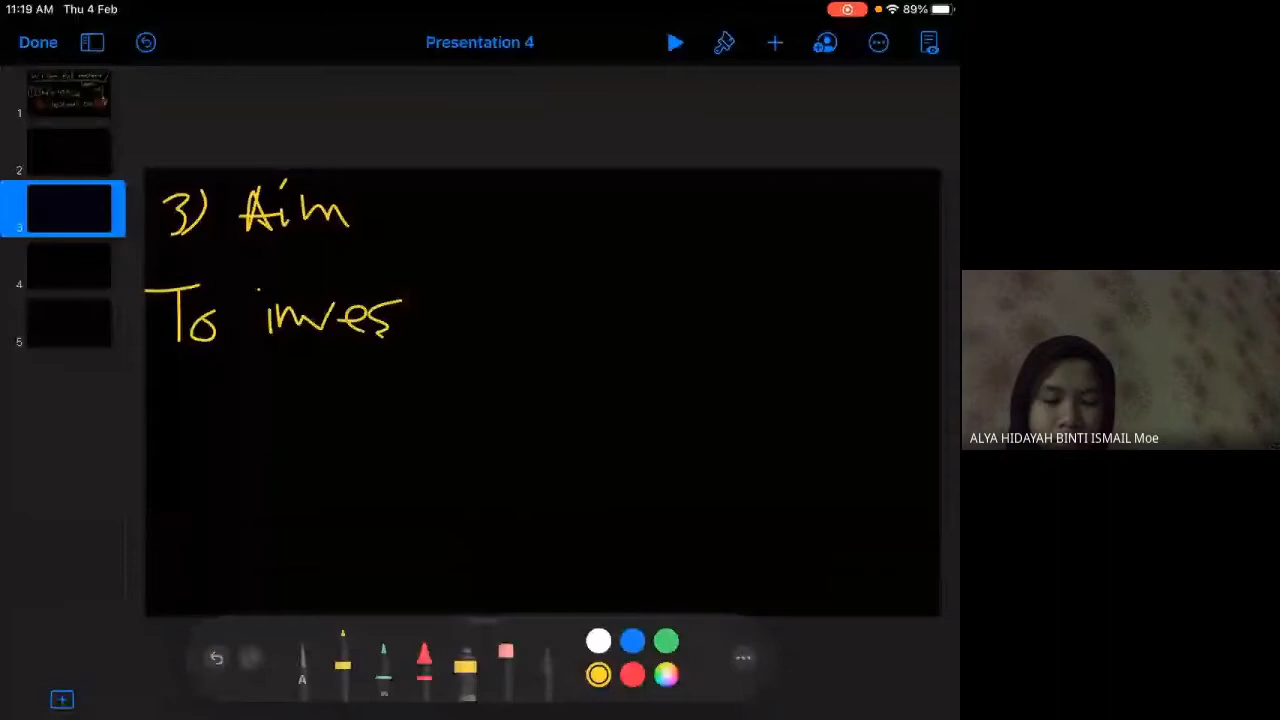 11:19 AM Thu 4 Feb
89%
Done
Presentation 4
1
2
3
4
5
3) Aim
To inves
ALYA HIDAYAH BINTI ISMAIL Moe
A